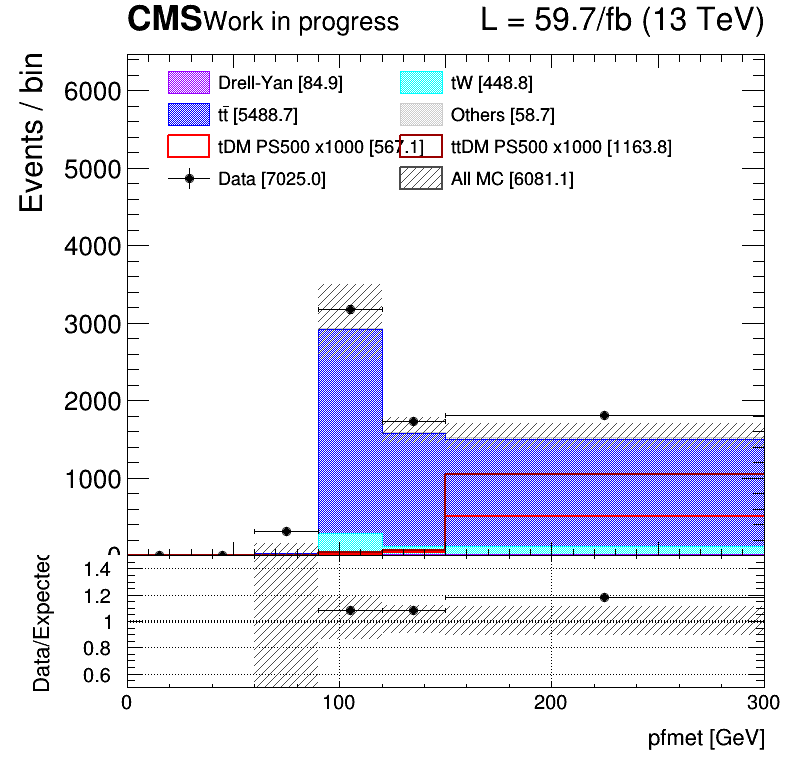 CMS Work in progress L = 59.7/fb (13 TeV)
Events / bin
Drell-Yan [84.9] tW [448.8]
tt̄ [5488.7] Others [58.7]
tDM PS500 x1000 [567.1] ttDM PS500 x1000 [1163.8]
Data [7025.0] All MC [6081.1]
6000
5000
4000
3000
2000
1000
0
Data/Expected
1.4
1.2
1
0.8
0.6
0 100 200 300
pfmet [GeV]